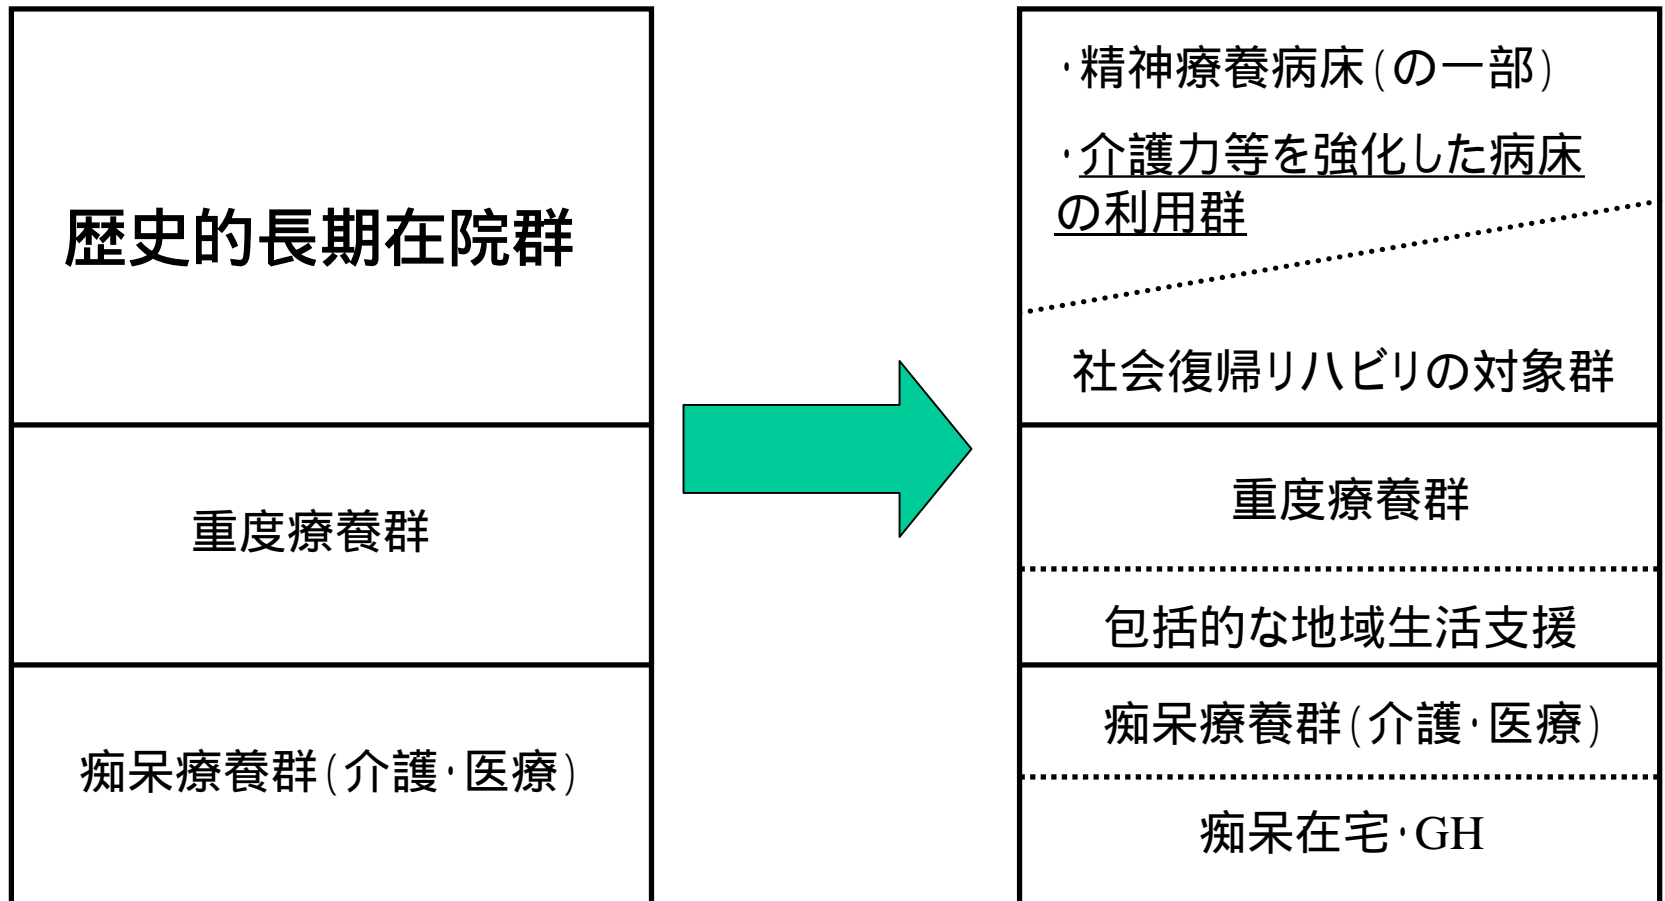 歴史的長期在院群
重度療養群
痴呆療養群(介護・医療)
・精神療養病床(の一部)
・介護力等を強化した病床
の利用群
社会復帰リハビリの対象群
重度療養群
包括的な地域生活支援
痴呆療養群(介護・医療)
痴呆在宅・GH